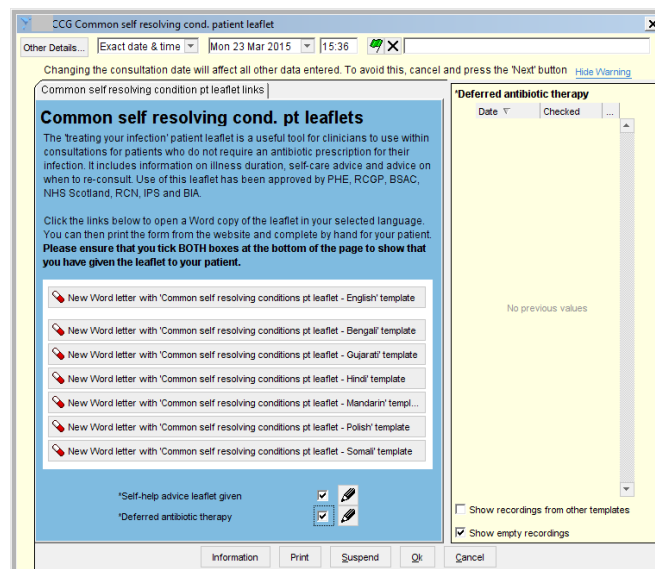 CCG Common self resolving cond. patient leaflet
Other Details... Exact date & time Mon 23 Mar 2015 15:36
Changing the consultation date will affect all other data entered. To avoid this, cancel and press the 'Next' button Hide Warning
Common self resolving condition pt leaflet links
Common self resolving cond. pt leaflets
The 'treating your infection' patient leaflet is a useful tool for clinicians to use within
consultations for patients who do not require an antibiotic prescription for their
infection. It includes information on illness duration, self-care advice and advice on
when to re-consult. Use of this leaflet has been approved by PHE, RCGP, BSAC,
NHS Scotland, RCN, IPS and BIA.
Click the links below to open a Word copy of the leaflet in your selected language.
You can then print the form from the website and complete by hand for your patient.
Please ensure that you tick BOTH boxes at the bottom of the page to show that
you have given the leaflet to your patient.
New Word letter with 'Common self resolving conditions pt leaflet - English' template
New Word letter with 'Common self resolving conditions pt leaflet - Bengali' template
New Word letter with 'Common self resolving conditions pt leaflet - Gujarati' template
New Word letter with 'Common self resolving conditions pt leaflet - Hindi' template
New Word letter with 'Common self resolving conditions pt leaflet - Mandarin' templ...
New Word letter with 'Common self resolving conditions pt leaflet - Polish' template
New Word letter with 'Common self resolving conditions pt leaflet - Somali' template
*Self-help advice leaflet given
*Deferred antibiotic therapy
*Deferred antibiotic therapy
Date Checked ...
No previous values
Show recordings from other templates
Show empty recordings
Information Print Suspend Ok Cancel